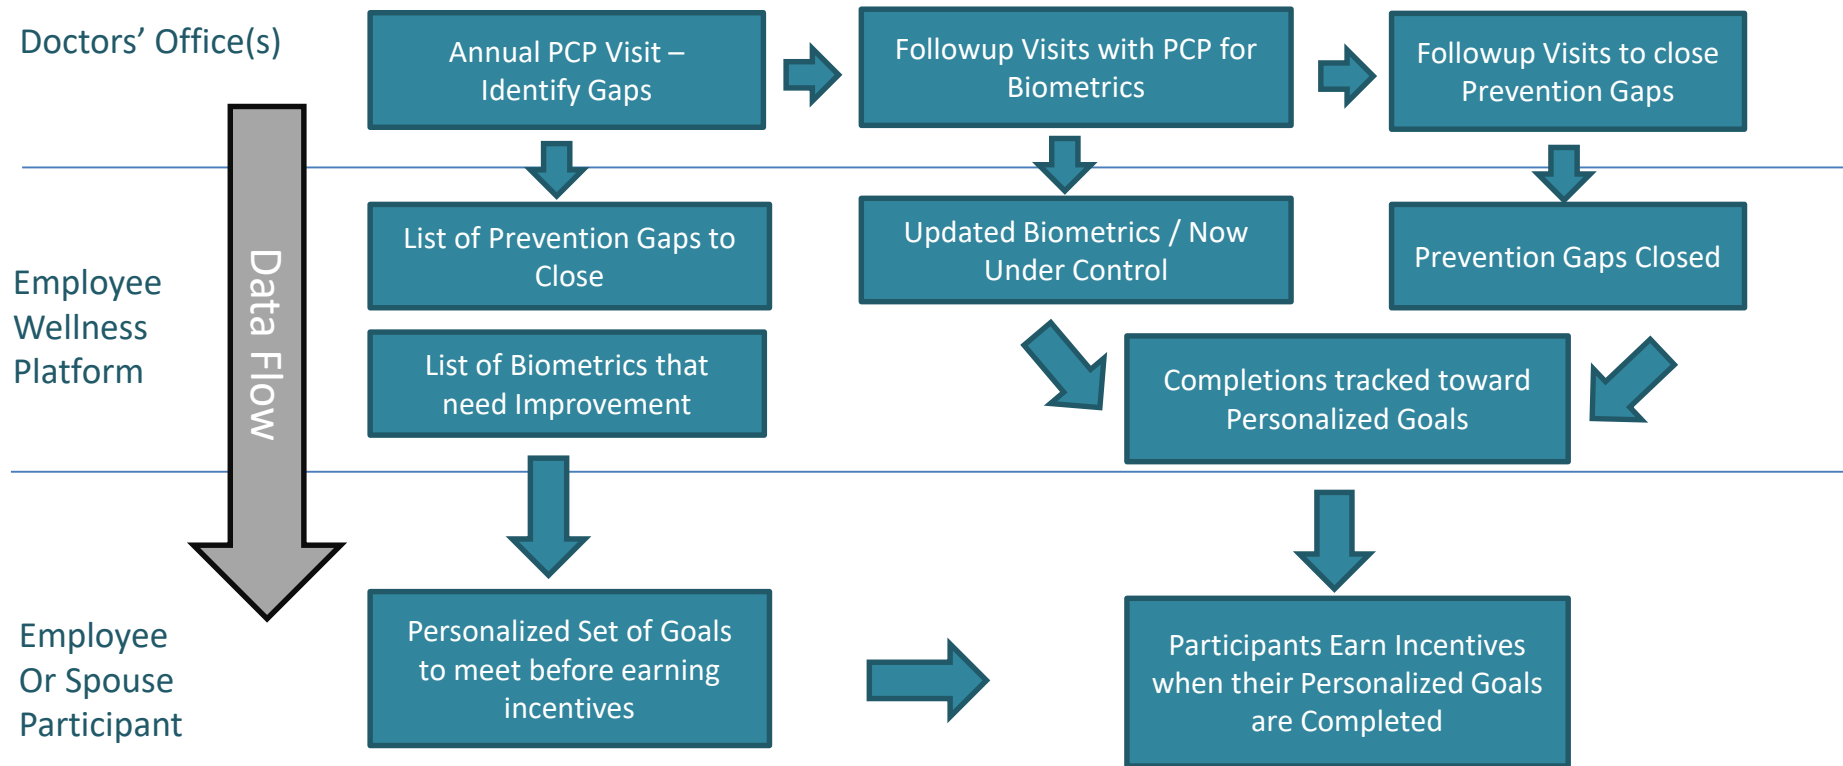 Doctors’ Office(s)
Annual PCP Visit –
Identify Gaps
Followup Visits with PCP for
Biometrics
Followup Visits to close
Prevention Gaps
Data Flow
Employee
Wellness
Platform
List of Prevention Gaps to
Close
Updated Biometrics / Now
Under Control
Prevention Gaps Closed
List of Biometrics that
need Improvement
Completions tracked toward
Personalized Goals
Employee
Or Spouse
Participant
Personalized Set of Goals
to meet before earning
incentives
Participants Earn Incentives
when their Personalized Goals
are Completed